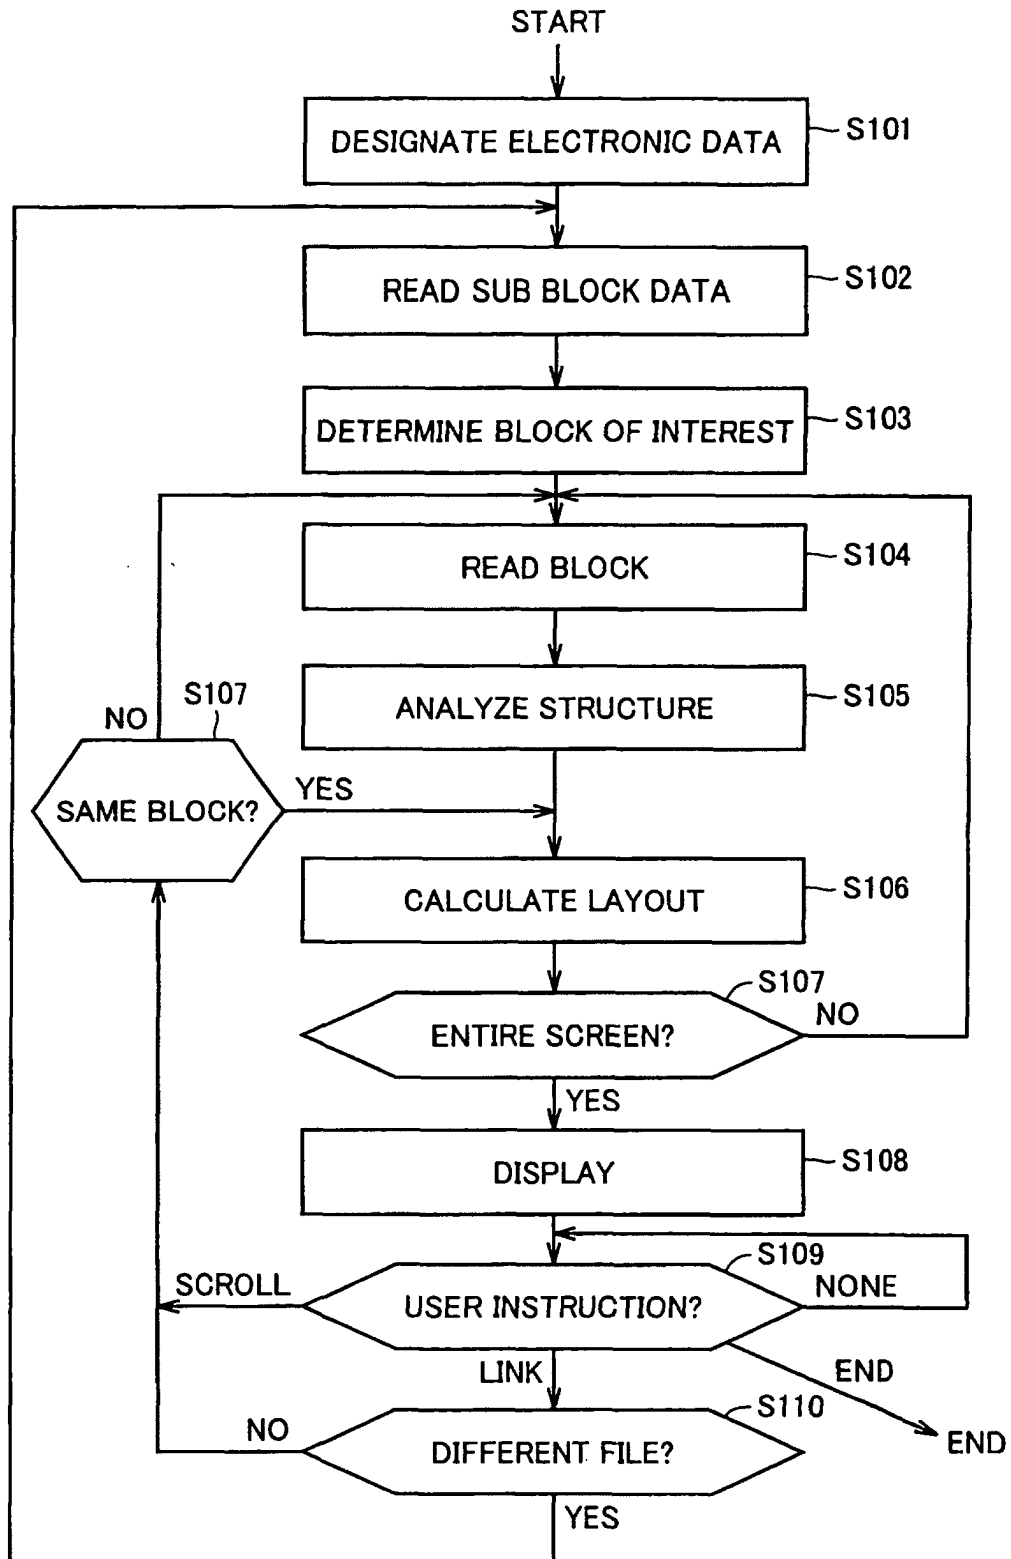 START
DESIGNATE ELECTRONIC DATA
S101
READ SUB BLOCK DATA
S102
DETERMINE BLOCK OF INTEREST
S103
READ BLOCK
S104
ANALYZE STRUCTURE
S105
S107
NO
SAME BLOCK?
YES
CALCULATE LAYOUT
S106
S107
ENTIRE SCREEN?
NO
YES
DISPLAY
S108
S109
SCROLL
USER INSTRUCTION?
NONE
LINK
END
END
S110
NO
DIFFERENT FILE?
YES